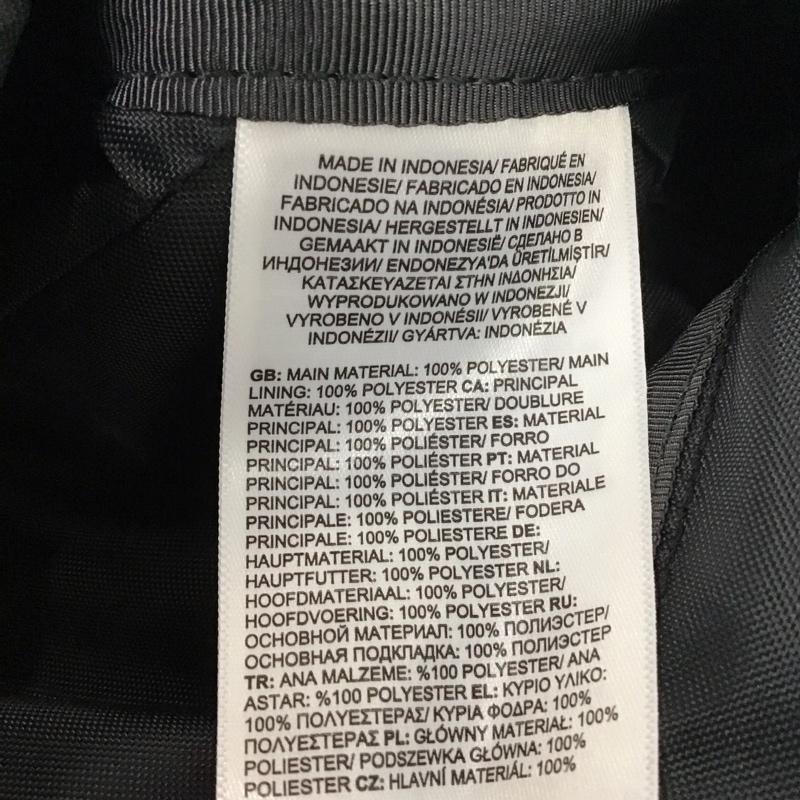 MADE IN INDONESIA/ FABRIQUÉ EN
INDONESIE/ FABRICADO EN INDONESIA/
FABRICADO NA INDONÉSIA/ PRODOTTO IN
INDONESIA/ HERGESTELLT IN INDONESIEN/
GEMAAKT IN INDONESIË/ СДЕЛАНО В
ИНДОНЕЗИИ/ ENDONEZYA'DA ÜRETİLMİŞTİR/
ΚΑΤΑΣΚΕΥΑΖΕΤΑΙ ΣΤΗΝ ΙΝΔΟΝΗΣΙΑ/
WYPRODUKOWANO W INDONEZJI/
VYROBENO V INDONÉSII/ VYROBENÉ V
INDONÉZII/ GYÁRTVA: INDONÉZIA
GB: MAIN MATERIAL: 100% POLYESTER/ MAIN
LINING: 100% POLYESTER CA: PRINCIPAL
MATÉRIAU: 100% POLYESTER/ DOUBLURE
PRINCIPAL: 100% POLYESTER ES: MATERIAL
PRINCIPAL: 100% POLIÉSTER/ FORRO
PRINCIPAL: 100% POLIÉSTER PT: MATERIAL
PRINCIPAL: 100% POLIÉSTER/ FORRO DO
PRINCIPAL: 100% POLIÉSTER IT: MATERIALE
PRINCIPALE: 100% POLIESTERE/ FODERA
PRINCIPALE: 100% POLIESTERE DE:
HAUPTMATERIAL: 100% POLYESTER/
HAUPTFUTTER: 100% POLYESTER NL:
HOOFDMATERIAAL: 100% POLYESTER/
HOOFDVOERING: 100% POLYESTER RU:
ОСНОВНОЙ МАТЕРИАЛ: 100% ПОЛИЭСТЕР/
ОСНОВНАЯ ПОДКЛАДКА: 100% ПОЛИЭСТЕР
TR: ANA MALZEME: %100 POLYESTER/ ANA
ASTAR: %100 POLYESTER EL: ΚΥΡΙΟ ΥΛΙΚΟ:
100% ΠΟΛΥΕΣΤΕΡΑΣ/ ΚΥΡΙΑ ΦΟΔΡΑ: 100%
ΠΟΛΥΕΣΤΕΡΑΣ PL: GŁÓWNY MATERIAŁ: 100%
POLIESTER/ PODSZEWKA GŁÓWNA: 100%
POLIESTER CZ: HLAVNÍ MATERIÁL: 100%